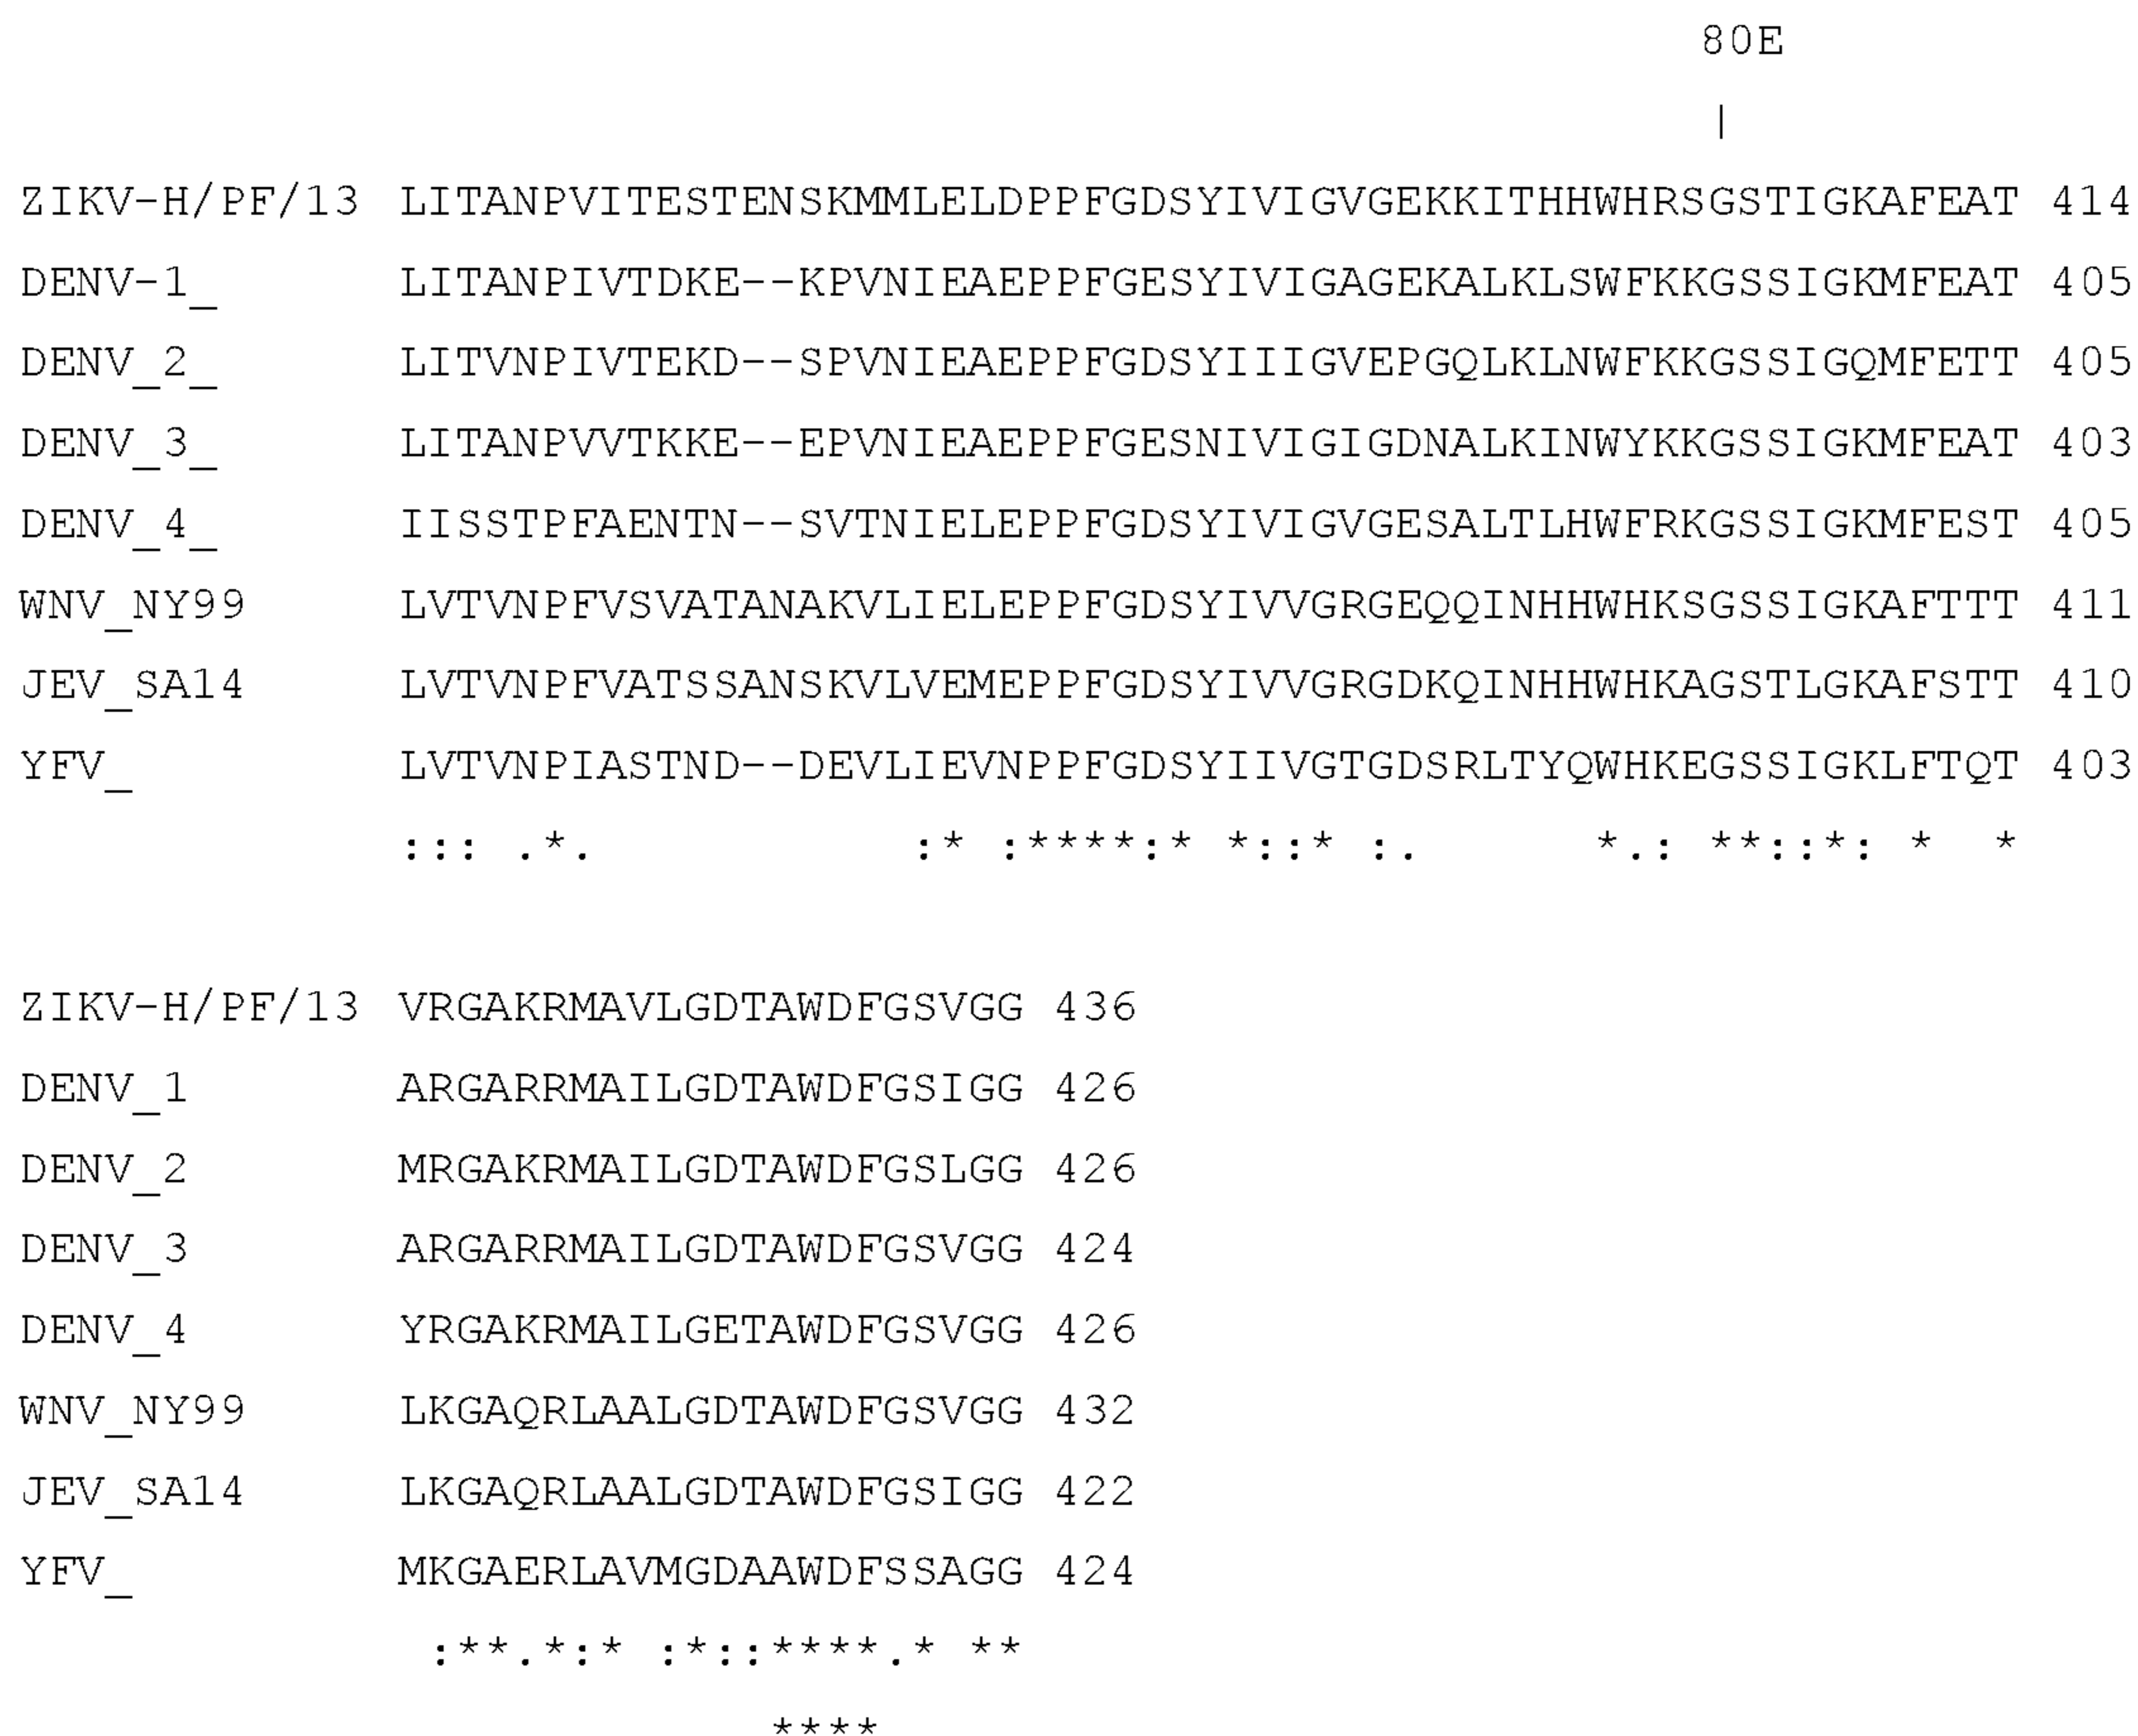 80E
|
ZIKV-H/PF/13 LITANPVITESTENSKMMLELDPPFGDSYIVIGVGEKKITHHWHRSGSTIGKAFEAT 414
DENV-1_ LITANPIVTDKE--KPVNIEAEPPFGESYIVIGAGEKALKLSWFKKGSSIGKMFEAT 405
DENV_2_ LITVNPIVTEKD--SPVNIEAEPPFGDSYIIIGVEPGQLKLNWFKKGSSIGQMFETT 405
DENV_3_ LITANPVVTKKE--EPVNIEAEPPFGESNIVIGIGDNALKINWYKKGSSIGKMFEAT 403
DENV_4_ IISSTPFAENTN--SVTNIELEPPFGDSYIVIGVGESALTLHWFRKGSSIGKMFEST 405
WNV_NY99 LVTVNPFVSVATANAKVLIELEPPFGDSYIVVGRGEQQINHHWHKSGSSIGKAFTTT 411
JEV_SA14 LVTVNPFVATSSANSKVLVEMEPPFGDSYIVVGRGDKQINHHWHKAGSTLGKAFSTT 410
YFV_ LVTVNPIASTND--DEVLIEVNPPFGDSYIIVGTGDSRLTYQWHKEGSSIGKLFTQT 403
::: .*.            :* :****:* *::* :.      *.: **::*: *  *
ZIKV-H/PF/13 VRGAKRMAVLGDTAWDFGSVGG 436
DENV_1 ARGARRMAILGDTAWDFGSIGG 426
DENV_2 MRGAKRMAILGDTAWDFGSLGG 426
DENV_3 ARGARRMAILGDTAWDFGSVGG 424
DENV_4 YRGAKRMAILGETAWDFGSVGG 426
WNV_NY99 LKGAQRLAALGDTAWDFGSVGG 432
JEV_SA14 LKGAQRLAALGDTAWDFGSIGG 422
YFV_ MKGAERLAVMGDAAWDFSSAGG 424
:**.*:* :*::****.* **
****